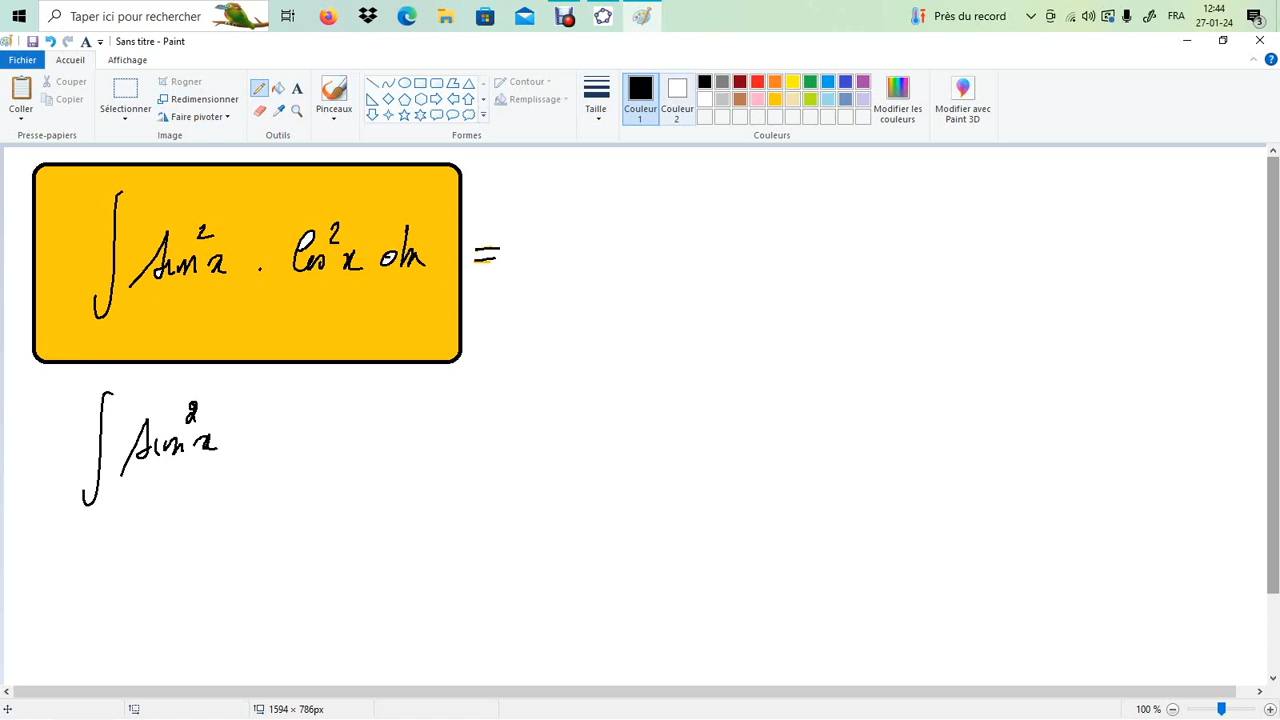 Taper ici pour rechercher
Près du record
FRA
12:44
27-01-24
3
Sans titre - Paint
Fichier Accueil Affichage
Coller
Couper
Copier
Presse-papiers
Sélectionner
Rogner
Redimensionner
Faire pivoter
Image
A
Outils
Pinceaux
Contour
Remplissage
Formes
Taille
Couleur 1
Couleur 2
Modifier les couleurs
Couleurs
Modifier avec Paint 3D
∫ sin²x . cos²x dx =
∫ sin²x
1594 × 786px
100 %